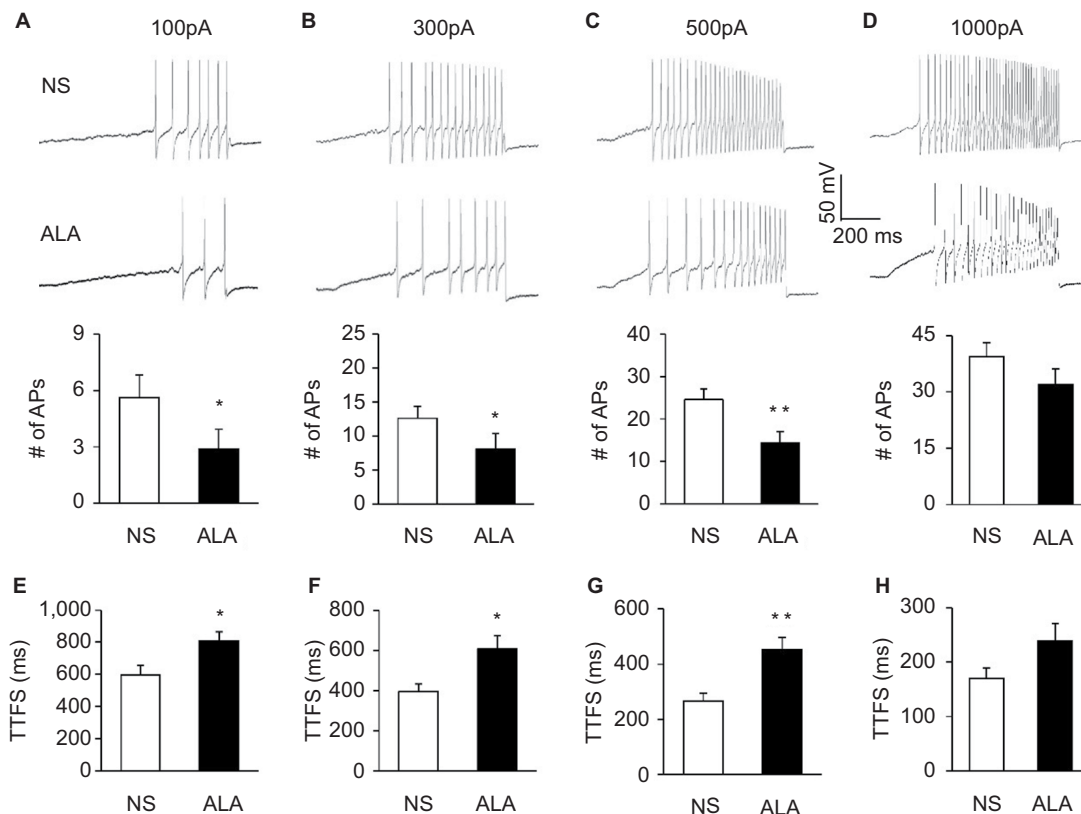 A 100pA B 300pA C 500pA D 1000pA
NS
ALA
50 mV
200 ms
9
6
3
0
# of APs
*
NS ALA
25
20
15
10
5
0
# of APs
*
NS ALA
40
30
20
10
0
# of APs
* *
NS ALA
45
30
15
0
# of APs
NS ALA
E
1,000
800
600
400
200
0
TTFS (ms)
*
NS ALA
F
800
600
400
200
0
TTFS (ms)
*
NS ALA
G
600
400
200
0
TTFS (ms)
* *
NS ALA
H
300
200
100
0
TTFS (ms)
NS ALA